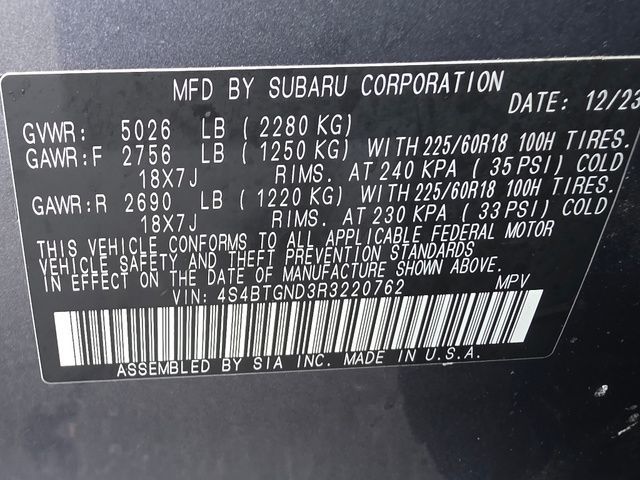 MFD BY SUBARU CORPORATION DATE: 12/23
GVWR: 5026 LB (2280 KG)
GAWR:F 2756 LB (1250 KG) WITH 225/60R18 100H TIRES.
18X7J RIMS. AT 240 KPA (35 PSI) COLD
GAWR:R 2690 LB (1220 KG) WITH 225/60R18 100H TIRES.
18X7J RIMS. AT 230 KPA (33 PSI) COLD
THIS VEHICLE CONFORMS TO ALL APPLICABLE FEDERAL MOTOR
VEHICLE SAFETY AND THEFT PREVENTION STANDARDS
IN EFFECT ON THE DATE OF MANUFACTURE SHOWN ABOVE.
VIN: 4S4BTGND3R3220762 MPV
ASSEMBLED BY SIA INC. MADE IN U.S.A.